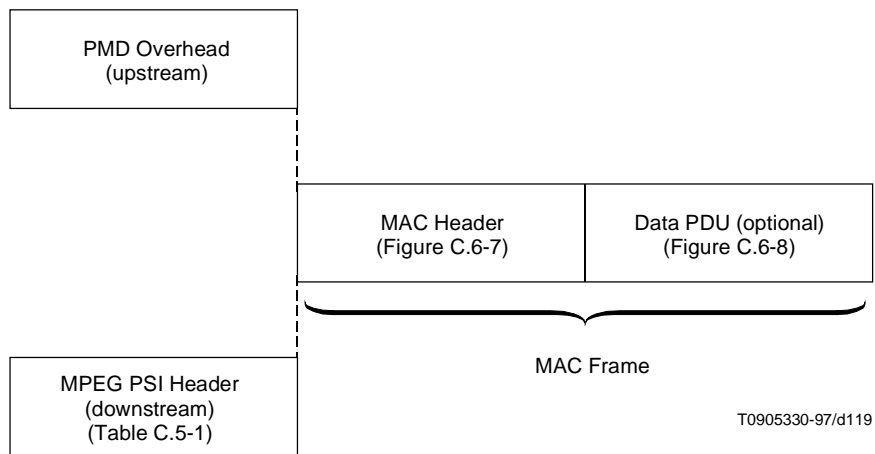 PMD Overhead
(upstream)
MAC Header
(Figure C.6-7)
Data PDU (optional)
(Figure C.6-8)
MAC Frame
MPEG PSI Header
(downstream)
(Table C.5-1)
T0905330-97/d119